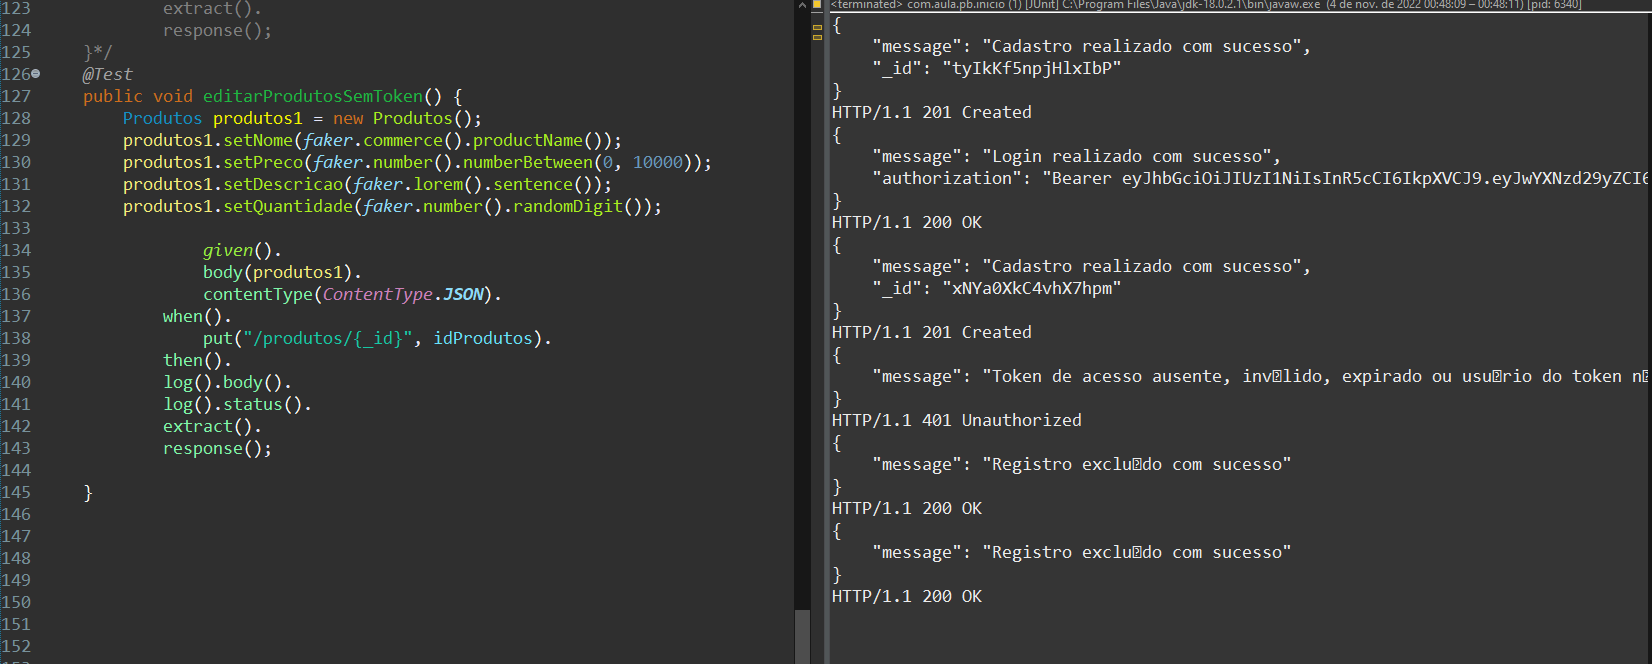 123 extract().
124 response();
125 }*/
126 @Test
127 public void editarProdutosSemToken() {
128 Produtos produtos1 = new Produtos();
129 produtos1.setNome(faker.commerce().productName());
130 produtos1.setPreco(faker.number().numberBetween(0, 10000));
131 produtos1.setDescricao(faker.lorem().sentence());
132 produtos1.setQuantidade(faker.number().randomDigit());
133
134 given().
135 body(produtos1).
136 contentType(ContentType.JSON).
137 when().
138 put("/produtos/{_id}", idProdutos).
139 then().
140 log().body().
141 log().status().
142 extract().
143 response();
144
145 }
146
147
148
149
150
151
152
<terminated> com.aula.pb.inicio (1) [JUnit] C:\Program Files\Java\jdk-18.0.2.1\bin\javaw.exe (4 de nov. de 2022 00:48:09 – 00:48:11) [pid: 6340]
{
"message": "Cadastro realizado com sucesso",
"_id": "tyIkKf5npjHlxIbP"
}
HTTP/1.1 201 Created
{
"message": "Login realizado com sucesso",
"authorization": "Bearer eyJhbGciOiJIUzI1NiIsInR5cCI6IkpXVCJ9.eyJwYXNzd29yZCI6
}
HTTP/1.1 200 OK
{
"message": "Cadastro realizado com sucesso",
"_id": "xNYa0XkC4vhX7hpm"
}
HTTP/1.1 201 Created
{
"message": "Token de acesso ausente, inv�lido, expirado ou usu�rio do token n�
}
HTTP/1.1 401 Unauthorized
{
"message": "Registro exclu�do com sucesso"
}
HTTP/1.1 200 OK
{
"message": "Registro exclu�do com sucesso"
}
HTTP/1.1 200 OK